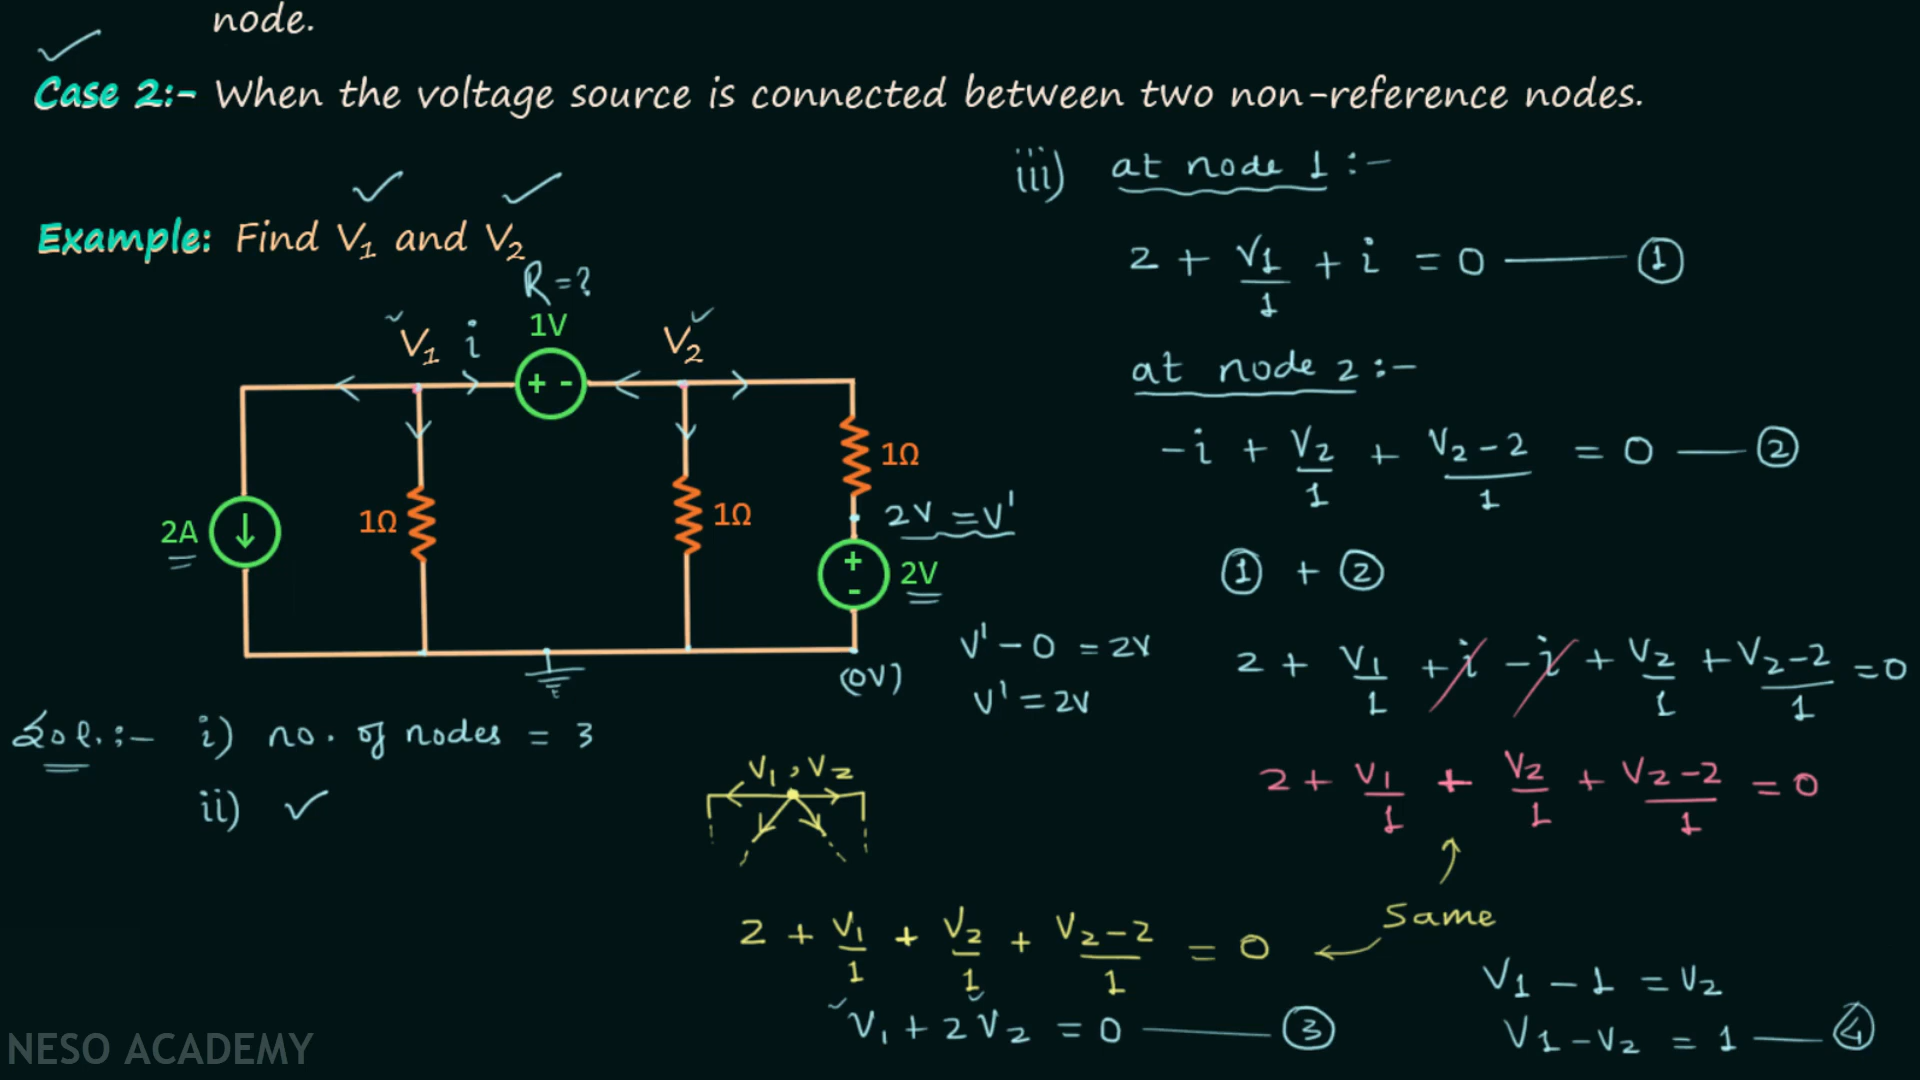 node.
Case 2:- When the voltage source is connected between two non-reference nodes.
Example: Find V₁ and V₂
R = ?
V₁ i 1V V₂
+ -
1Ω
2A 1Ω 1Ω
2V = V'
+
- 2V
(0V)
V' - 0 = 2V
V' = 2V
Sol.:- i) no. of nodes = 3
ii) ✓
V₁, V₂
2 + V₁/1 + V₂/1 + V₂-2/1 = 0
V₁ + 2V₂ = 0 — ③
iii) at node 1:-
2 + V₁/1 + i = 0 — ①
at node 2:-
-i + V₂/1 + V₂-2/1 = 0 — ②
① + ②
2 + V₁/1 + i - i + V₂/1 + V₂-2/1 = 0
2 + V₁/1 + V₂/1 + V₂-2/1 = 0
Same
V₁ - 1 = V₂
V₁ - V₂ = 1 — ④
NESO ACADEMY